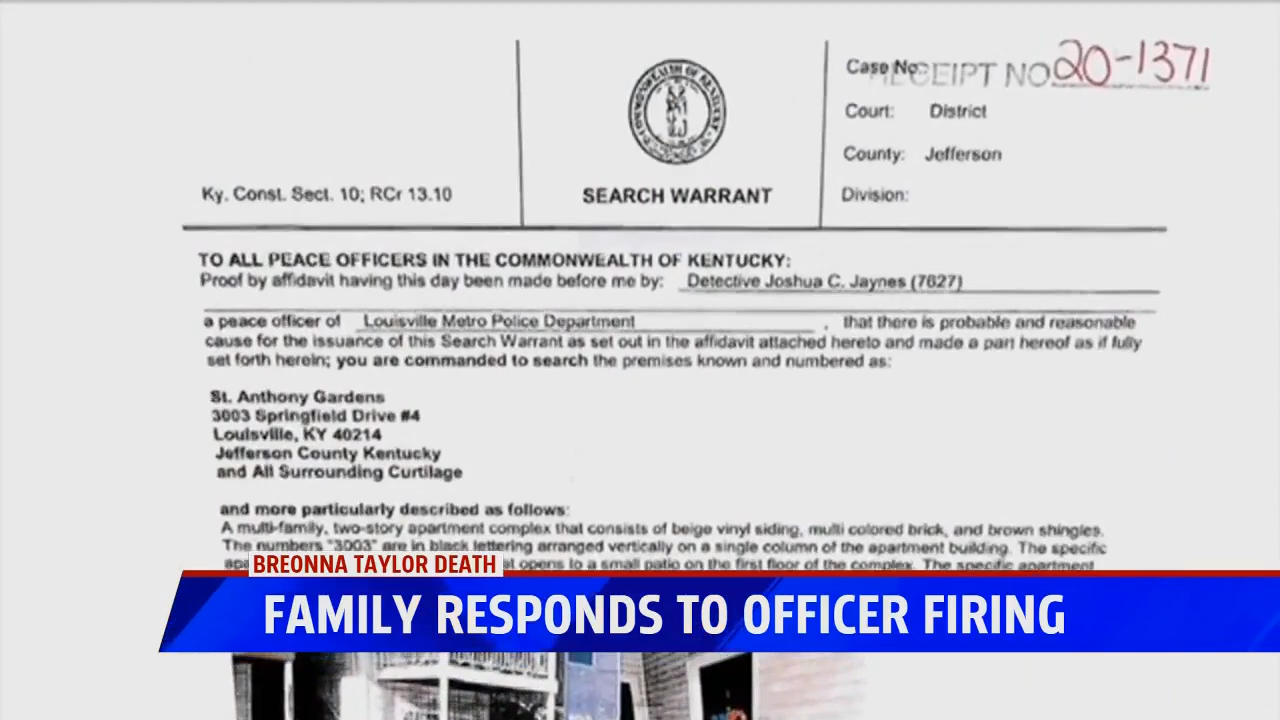 Case No. RECEIPT NO 20-1371
COMMONWEALTH OF KENTUCKY
Court: District
County: Jefferson
Ky. Const. Sect. 10; RCr 13.10
SEARCH WARRANT
Division:
TO ALL PEACE OFFICERS IN THE COMMONWEALTH OF KENTUCKY:
Proof by affidavit having this day been made before me by: Detective Joshua C. Jaynes (7627)
a peace officer of Louisville Metro Police Department , that there is probable and reasonable
cause for the issuance of this Search Warrant as set out in the affidavit attached hereto and made a part hereof as if fully
set forth herein; you are commanded to search the premises known and numbered as:
St. Anthony Gardens
3003 Springfield Drive #4
Louisville, KY 40214
Jefferson County Kentucky
and All Surrounding Curtilage
and more particularly described as follows:
A multi-family, two-story apartment complex that consists of beige vinyl siding, multi colored brick, and brown shingles.
The numbers "3003" are in black lettering arranged vertically on a single column of the apartment building. The specific
opens to a small patio on the first floor of the complex. The specific apartment
BREONNA TAYLOR DEATH
FAMILY RESPONDS TO OFFICER FIRING